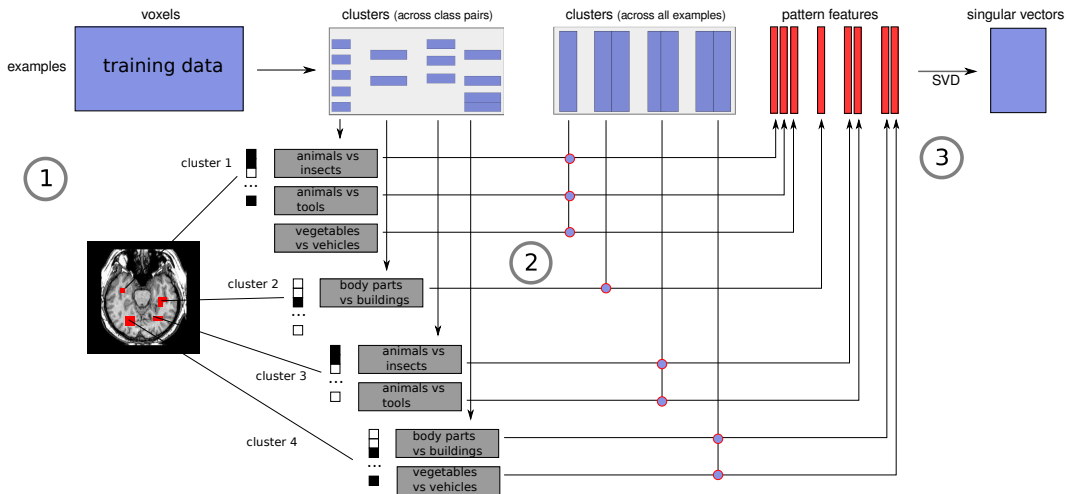 voxels
clusters (across class pairs)
clusters (across all examples)
pattern features
singular vectors
examples
training data
SVD
1
cluster 1
...
animals vs
insects
animals vs
tools
vegetables
vs vehicles
3
2
cluster 2
...
body parts
vs buildings
cluster 3
...
animals vs
insects
animals vs
tools
cluster 4
...
body parts
vs buildings
vegetables
vs vehicles